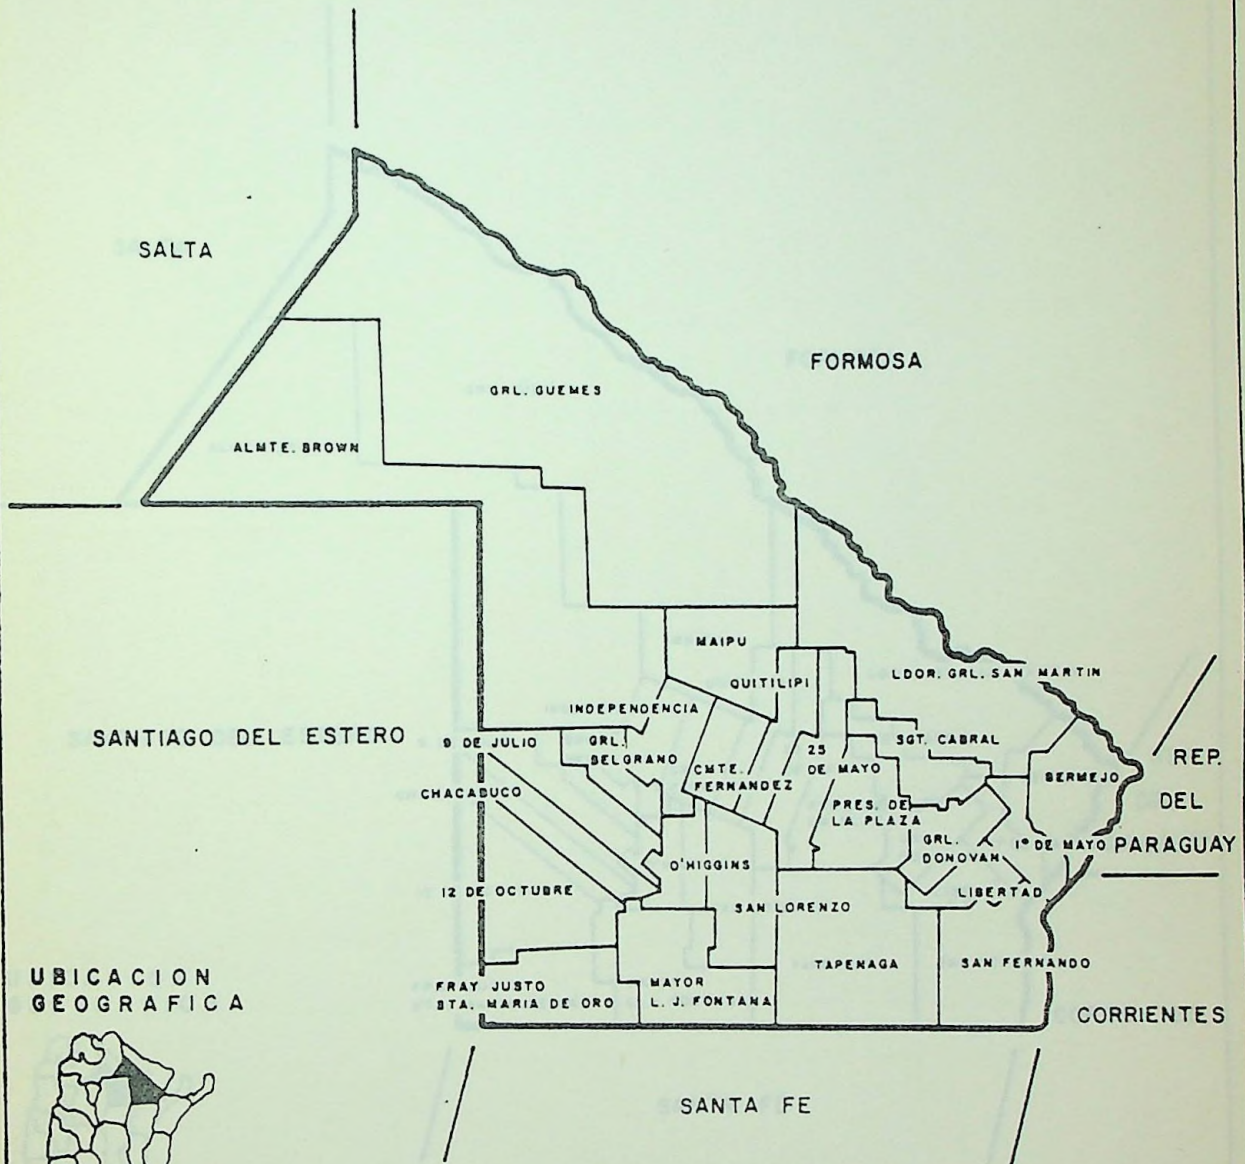 SALTA
FORMOSA
GRL. GUEMES
ALMTE. BROWN
MAIPU
LDOR. GRL. SAN MARTIN
QUITILIPI
INDEPENDENCIA
SANTIAGO DEL ESTERO
9 DE JULIO
GRL.
BELGRANO
25
DE MAYO
SGT. CABRAL
REP.
DEL
PARAGUAY
CMTE.
FERNANDEZ
BERMEJO
CHACABUCO
PRES. DE
LA PLAZA
GRL.
DONOVAN
1º DE MAYO
O'HIGGINS
12 DE OCTUBRE
LIBERTAD
SAN LORENZO
TAPENAGA
SAN FERNANDO
UBICACION
GEOGRAFICA
FRAY JUSTO
STA. MARIA DE ORO
MAYOR
L. J. FONTANA
CORRIENTES
SANTA FE